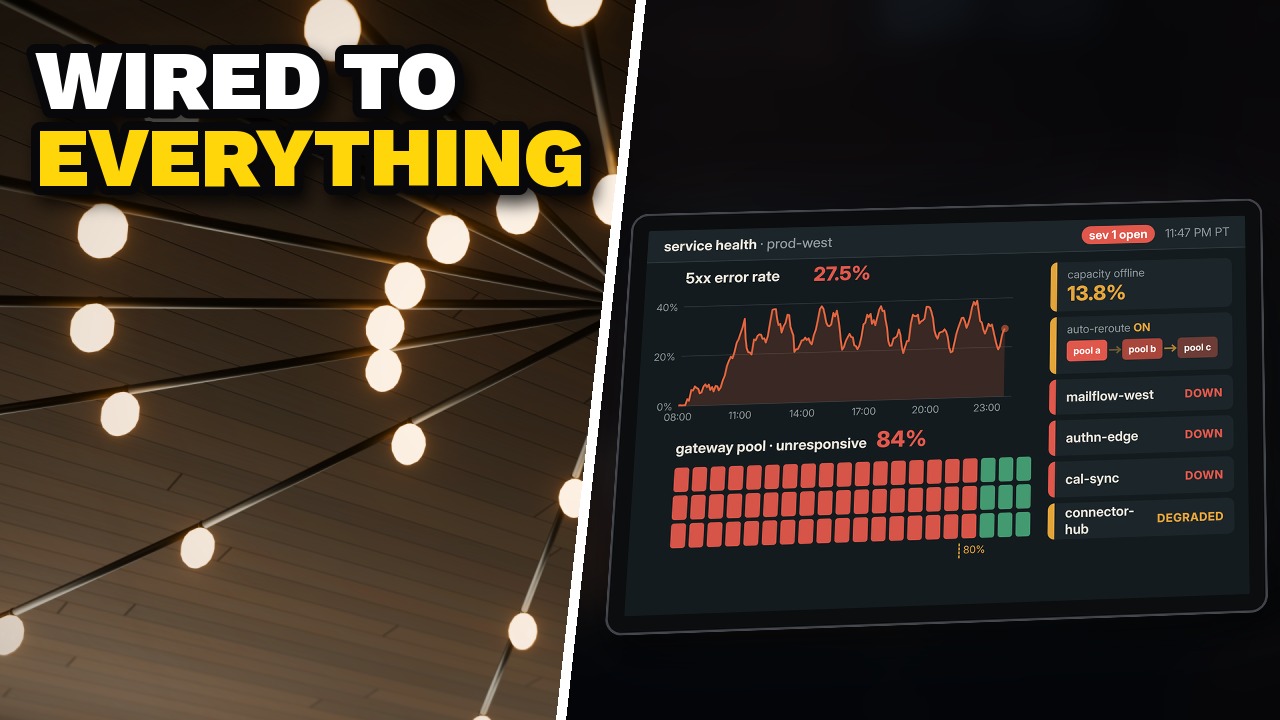 WIRED TO
EVERYTHING
service health · prod-west
sev 1 open
11:47 PM PT
5xx error rate
27.5%
40%
20%
0%
08:00
11:00
14:00
17:00
20:00
23:00
gateway pool · unresponsive
84%
80%
capacity offline
13.8%
auto-reroute ON
pool a
pool b
pool c
mailflow-west
DOWN
authn-edge
DOWN
cal-sync
DOWN
connector-
hub
DEGRADED